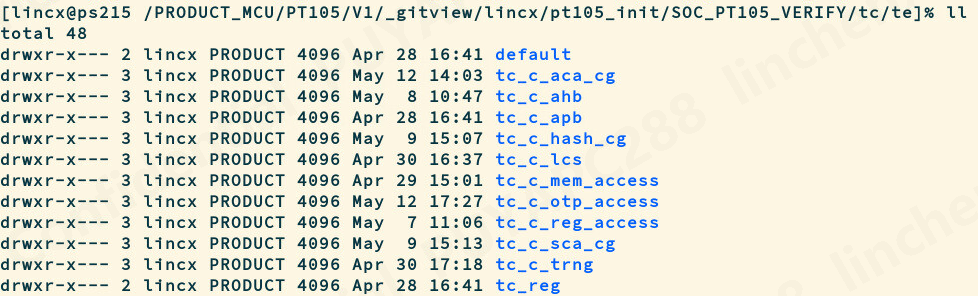 [lincx@ps215 /PRODUCT_MCU/PT105/V1/_gitview/lincx/pt105_init/SOC_PT105_VERIFY/tc/te]% ll
total 48
drwxr-x--- 2 lincx PRODUCT 4096 Apr 28 16:41 default
drwxr-x--- 3 lincx PRODUCT 4096 May 12 14:03 tc_c_aca_cg
drwxr-x--- 3 lincx PRODUCT 4096 May  8 10:47 tc_c_ahb
drwxr-x--- 3 lincx PRODUCT 4096 Apr 28 16:41 tc_c_apb
drwxr-x--- 3 lincx PRODUCT 4096 May  9 15:07 tc_c_hash_cg
drwxr-x--- 3 lincx PRODUCT 4096 Apr 30 16:37 tc_c_lcs
drwxr-x--- 3 lincx PRODUCT 4096 Apr 29 15:01 tc_c_mem_access
drwxr-x--- 3 lincx PRODUCT 4096 May 12 17:27 tc_c_otp_access
drwxr-x--- 3 lincx PRODUCT 4096 May  7 11:06 tc_c_reg_access
drwxr-x--- 3 lincx PRODUCT 4096 May  9 15:13 tc_c_sca_cg
drwxr-x--- 3 lincx PRODUCT 4096 Apr 30 17:18 tc_c_trng
drwxr-x--- 2 lincx PRODUCT 4096 Apr 28 16:41 tc_reg